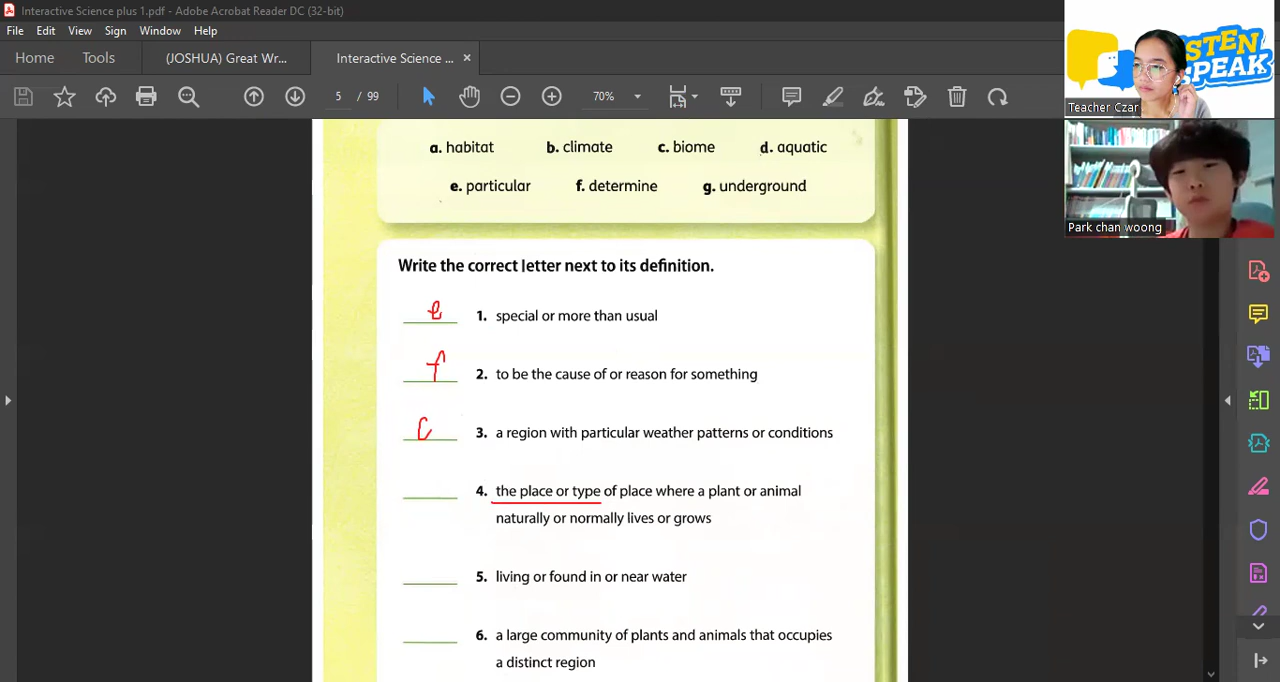 Interactive Science plus 1.pdf - Adobe Acrobat Reader DC (32-bit)
File Edit View Sign Window Help
Home Tools (JOSHUA) Great Wr... Interactive Science ... ×
5 / 99 70%
STEN
SPEAK
Teacher Czar
Park chan woong
a. habitat b. climate c. biome d. aquatic
e. particular f. determine g. underground
Write the correct letter next to its definition.
e 1. special or more than usual
f 2. to be the cause of or reason for something
C 3. a region with particular weather patterns or conditions
4. the place or type of place where a plant or animal
naturally or normally lives or grows
5. living or found in or near water
6. a large community of plants and animals that occupies
a distinct region